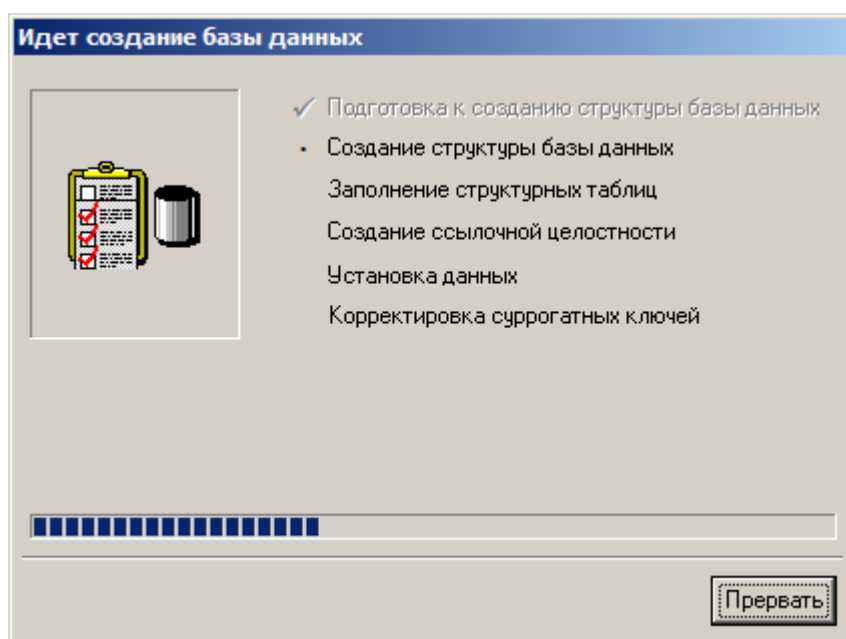 Идет создание базы данных
Подготовка к созданию структуры базы данных
Создание структуры базы данных
Заполнение структурных таблиц
Создание ссылочной целостности
Установка данных
Корректировка суррогатных ключей
Прервать